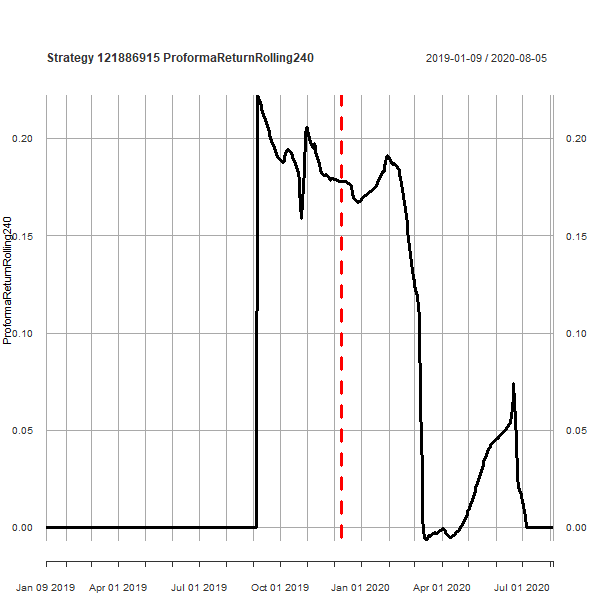 Strategy 121886915 ProformaReturnRolling240
2019-01-09 / 2020-08-05
ProformaReturnRolling240
0.20
0.15
0.10
0.05
0.00
0.20
0.15
0.10
0.05
0.00
Jan 09 2019
Apr 01 2019
Jul 01 2019
Oct 01 2019
Jan 01 2020
Apr 01 2020
Jul 01 2020